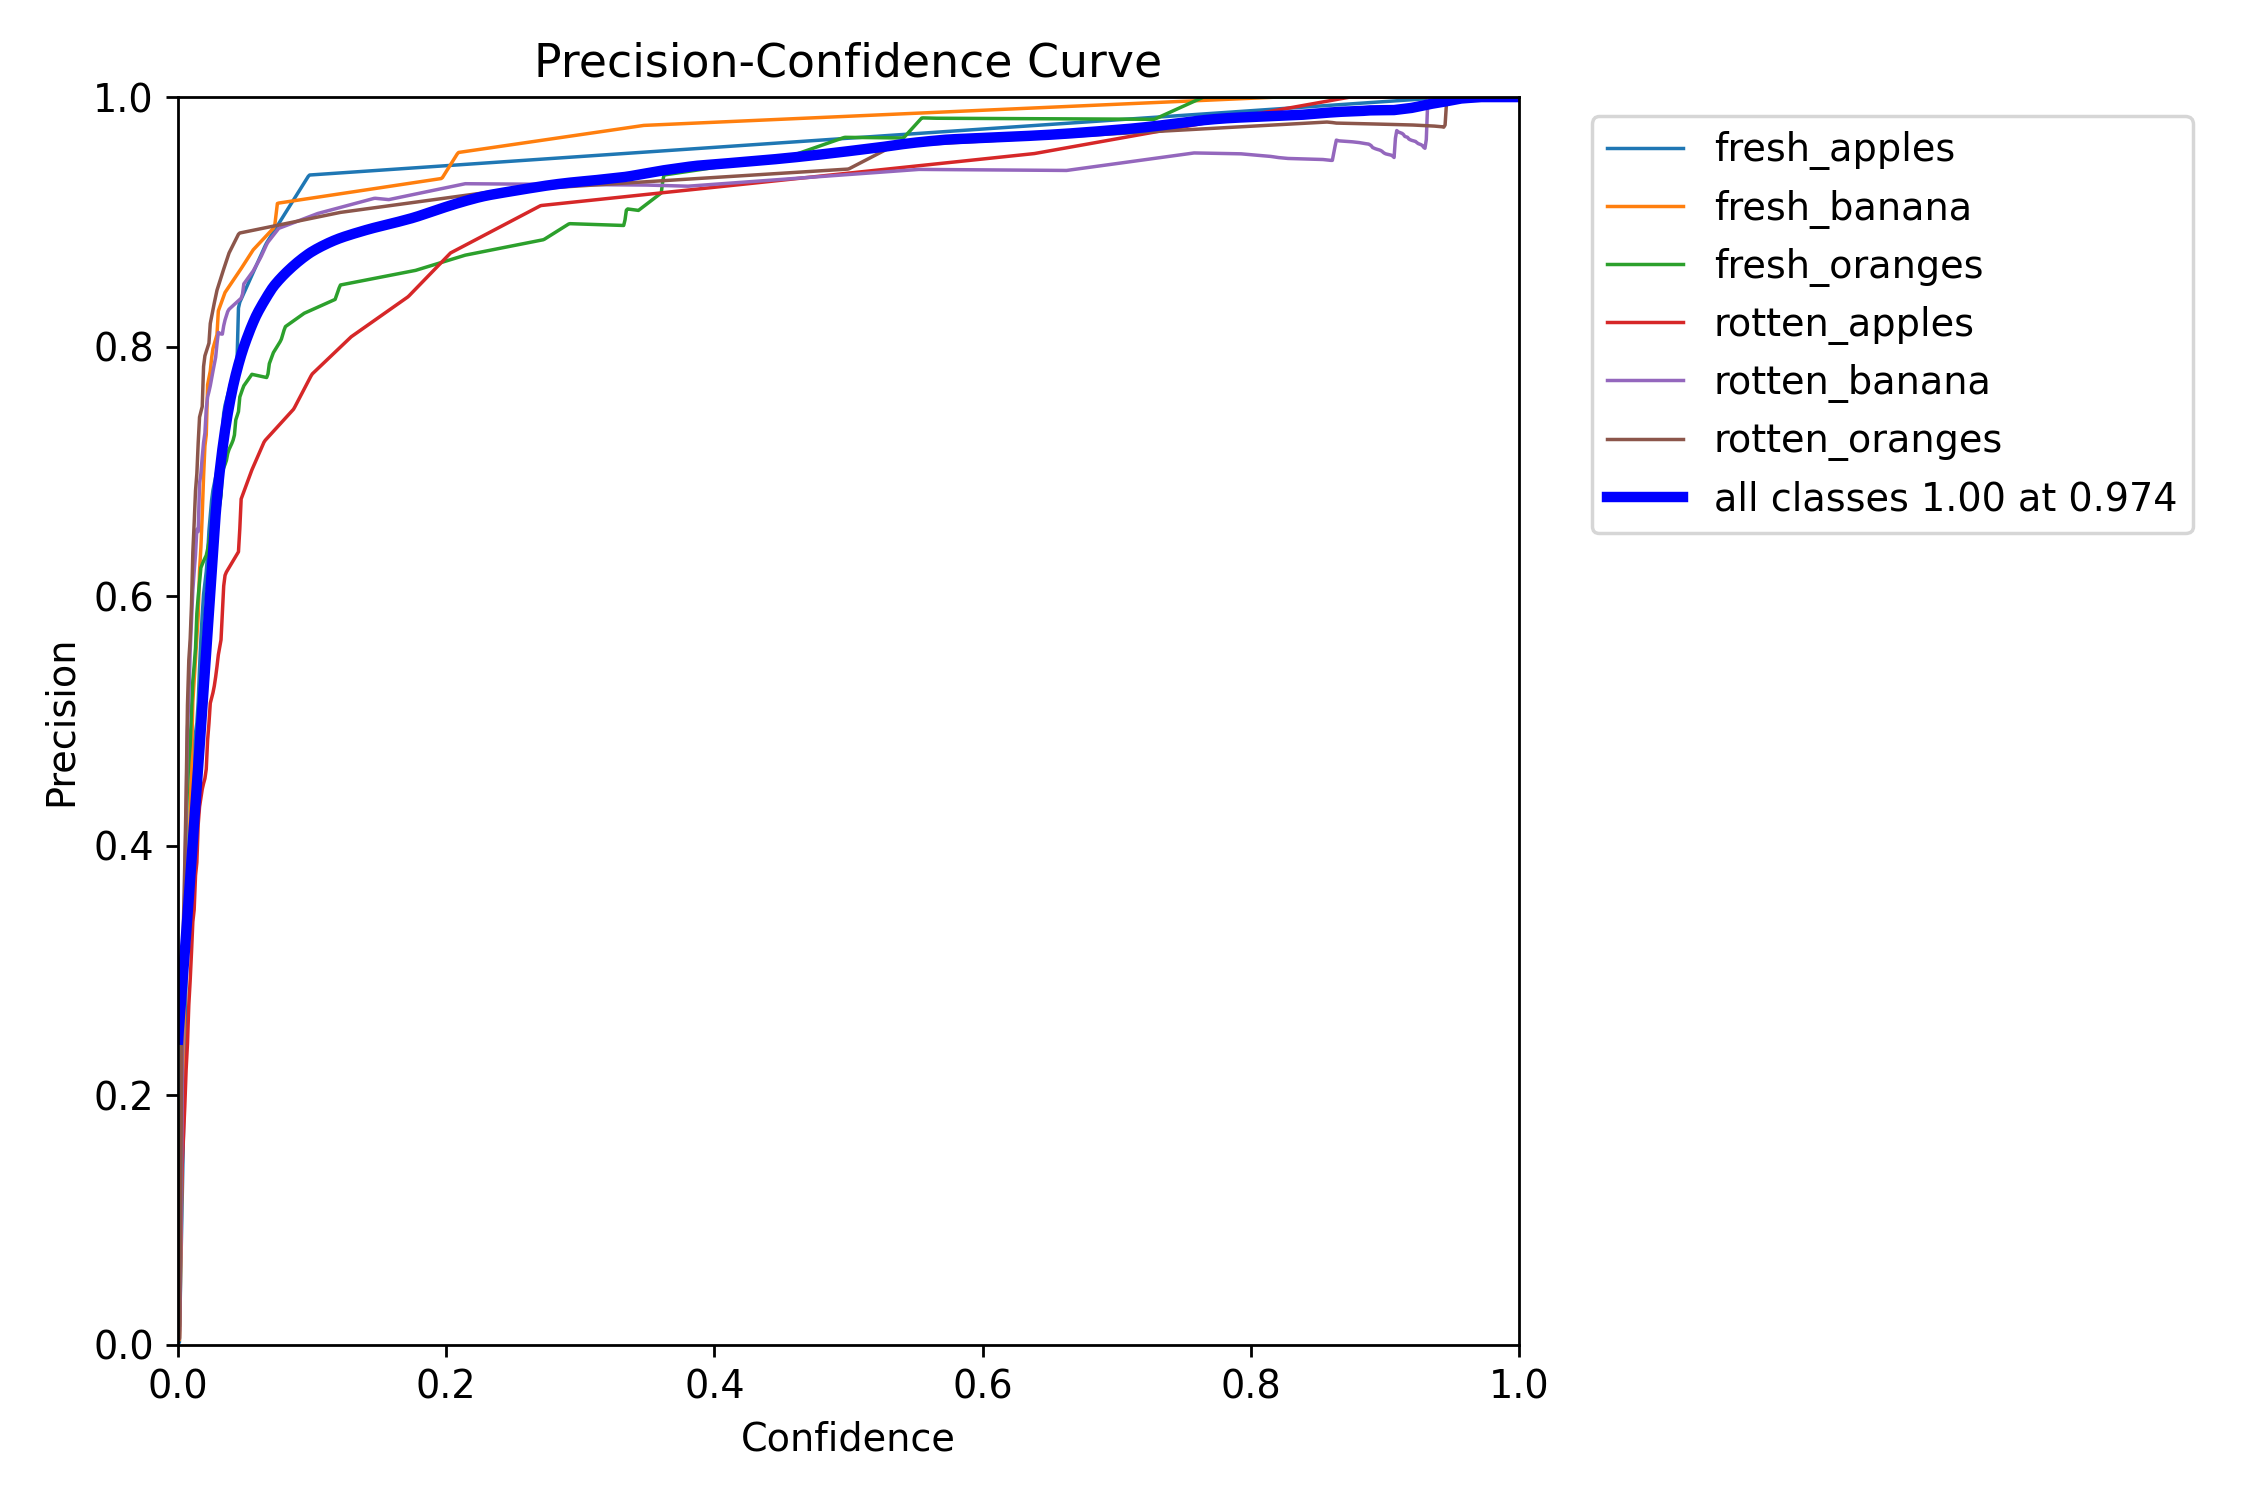 Precision-Confidence Curve
1.0
0.8
0.6
0.4
0.2
0.0
Precision
0.0 0.2 0.4 0.6 0.8 1.0
Confidence
fresh_apples
fresh_banana
fresh_oranges
rotten_apples
rotten_banana
rotten_oranges
all classes 1.00 at 0.974